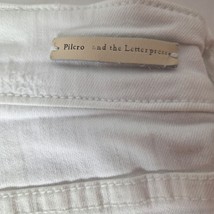 Pilcro and the Letterpress